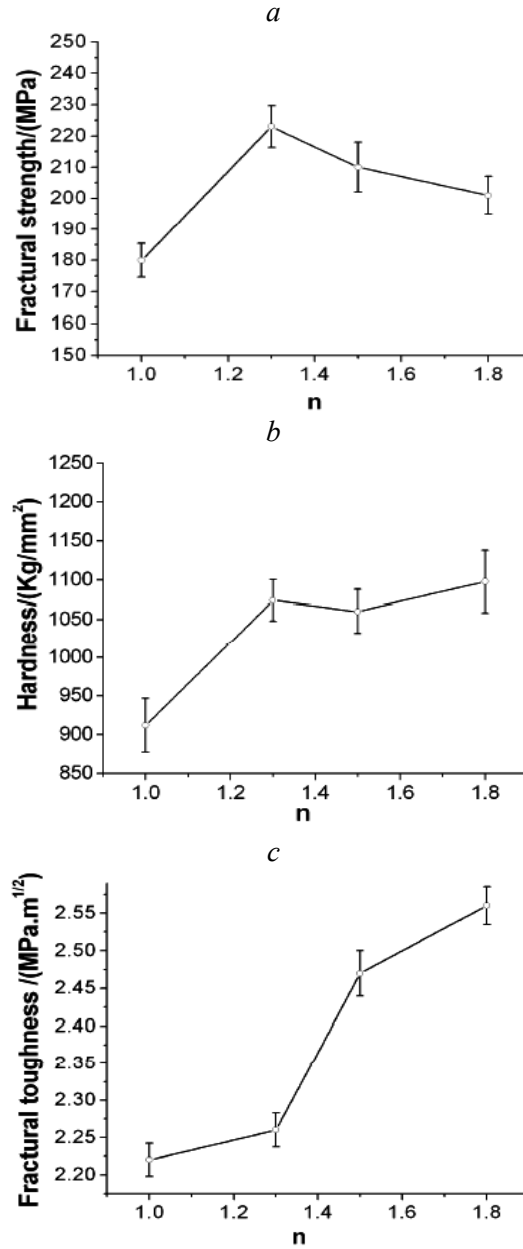 a
Fractural strength/(MPa)
250
240
230
220
210
200
190
180
170
160
150
1.0 1.2 1.4 1.6 1.8
n
b
Hardness/(Kg/mm²)
1250
1200
1150
1100
1050
1000
950
900
850
1.0 1.2 1.4 1.6 1.8
n
c
Fractural toughness /(MPa.m^1/2)
2.55
2.50
2.45
2.40
2.35
2.30
2.25
2.20
1.0 1.2 1.4 1.6 1.8
n